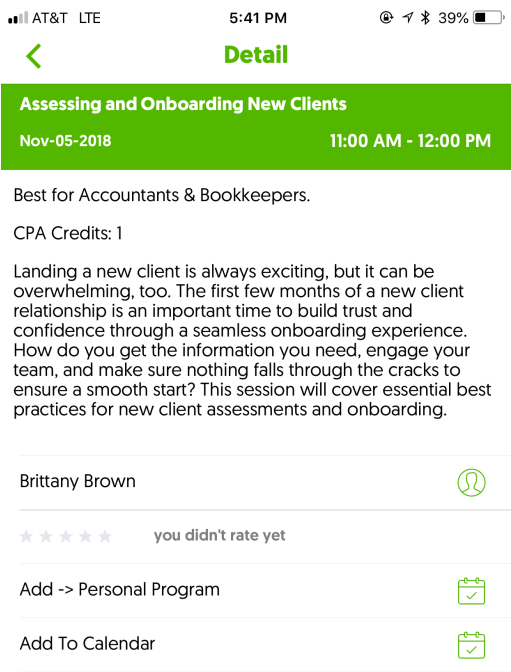 AT&T LTE 5:41 PM 39%
Detail
Assessing and Onboarding New Clients
Nov-05-2018 11:00 AM - 12:00 PM
Best for Accountants & Bookkeepers.
CPA Credits: 1
Landing a new client is always exciting, but it can be
overwhelming, too. The first few months of a new client
relationship is an important time to build trust and
confidence through a seamless onboarding experience.
How do you get the information you need, engage your
team, and make sure nothing falls through the cracks to
ensure a smooth start? This session will cover essential best
practices for new client assessments and onboarding.
Brittany Brown
you didn't rate yet
Add -> Personal Program
Add To Calendar